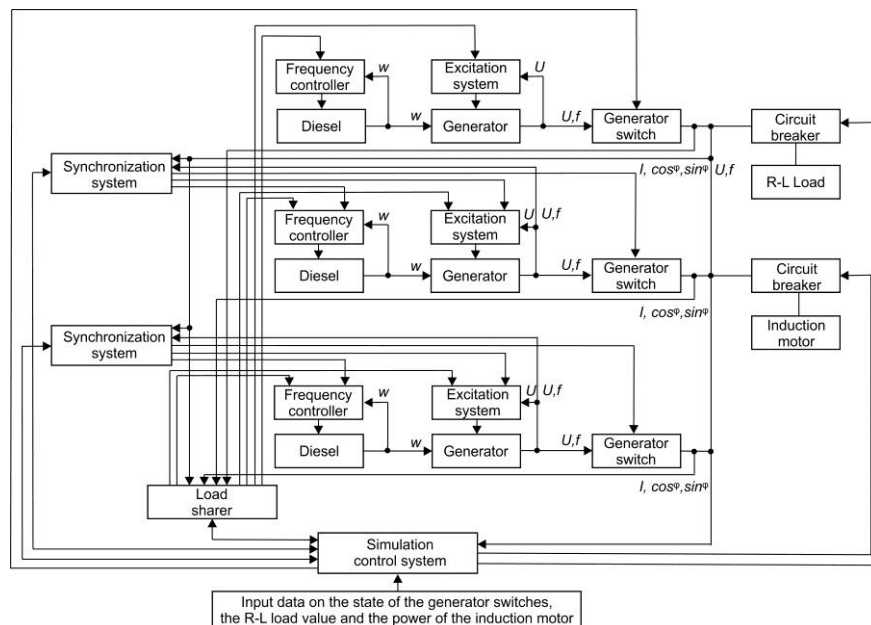 Frequency
controller
w
Excitation
system
U
Diesel
w
Generator
U,f
Generator
switch
Circuit
breaker
I, cosφ,sinφ
U,f
R-L Load
Synchronization
system
Frequency
controller
w
Excitation
system
U
U,f
Diesel
w
Generator
U,f
Generator
switch
Circuit
breaker
I, cosφ,sinφ
Induction
motor
Synchronization
system
Frequency
controller
w
Excitation
system
U
U,f
Diesel
w
Generator
U,f
Generator
switch
I, cosφ,sinφ
Load
sharer
Simulation
control system
Input data on the state of the generator switches,
the R-L load value and the power of the induction motor